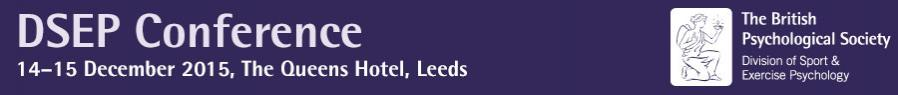 DSEP Conference
14–15 December 2015, The Queens Hotel, Leeds
The British
Psychological Society
Division of Sport &
Exercise Psychology